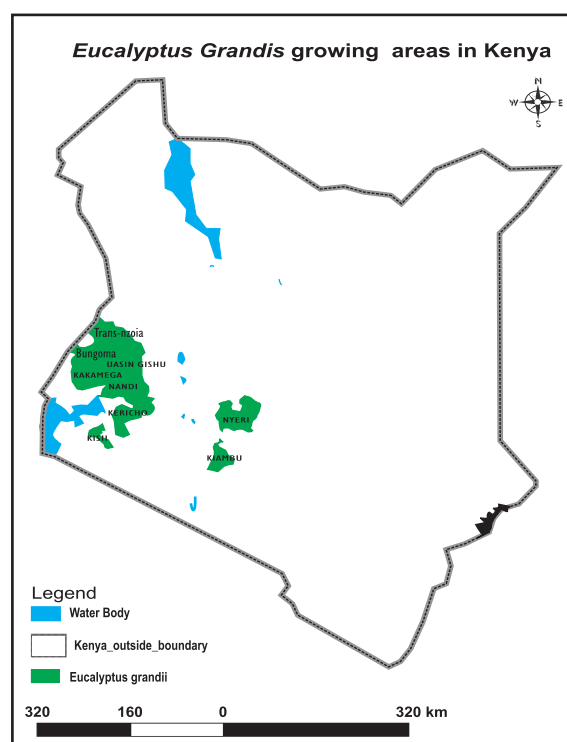 Eucalyptus Grandis growing areas in Kenya
N
W E
S
Trans-nzoia
Bungoma
UASIN GISHU
KAKAMEGA
NANDI
KERICHO
NYERI
KISII
KIAMBU
Legend
Water Body
Kenya_outside_boundary
Eucalyptus grandii
320 160 0 320 km